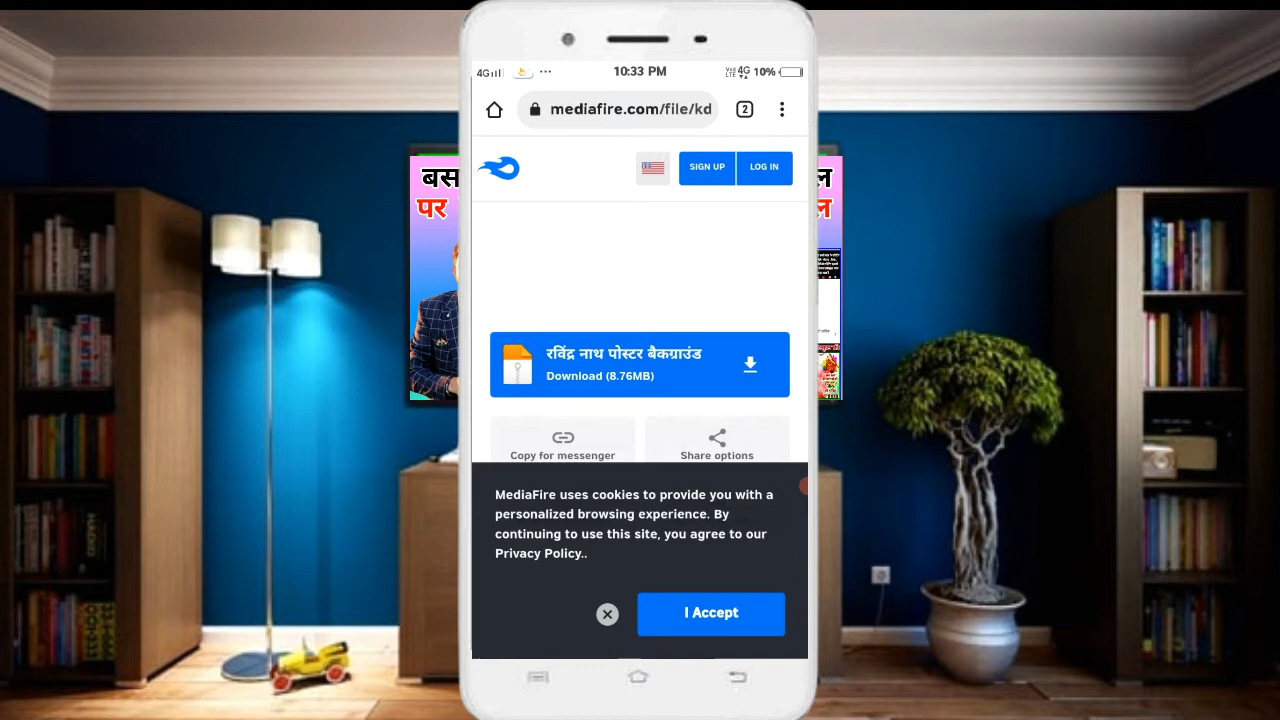 4G
10:33 PM
VoD LTE 4G 10%
mediafire.com/file/kd
2
SIGN UP
LOG IN
बस
पर
ल
ल
रविंद्र नाथ पोस्टर बैकग्राउंड
Download (8.76MB)
Copy for messenger
Share options
MediaFire uses cookies to provide you with a
personalized browsing experience. By
continuing to use this site, you agree to our
Privacy Policy..
I Accept